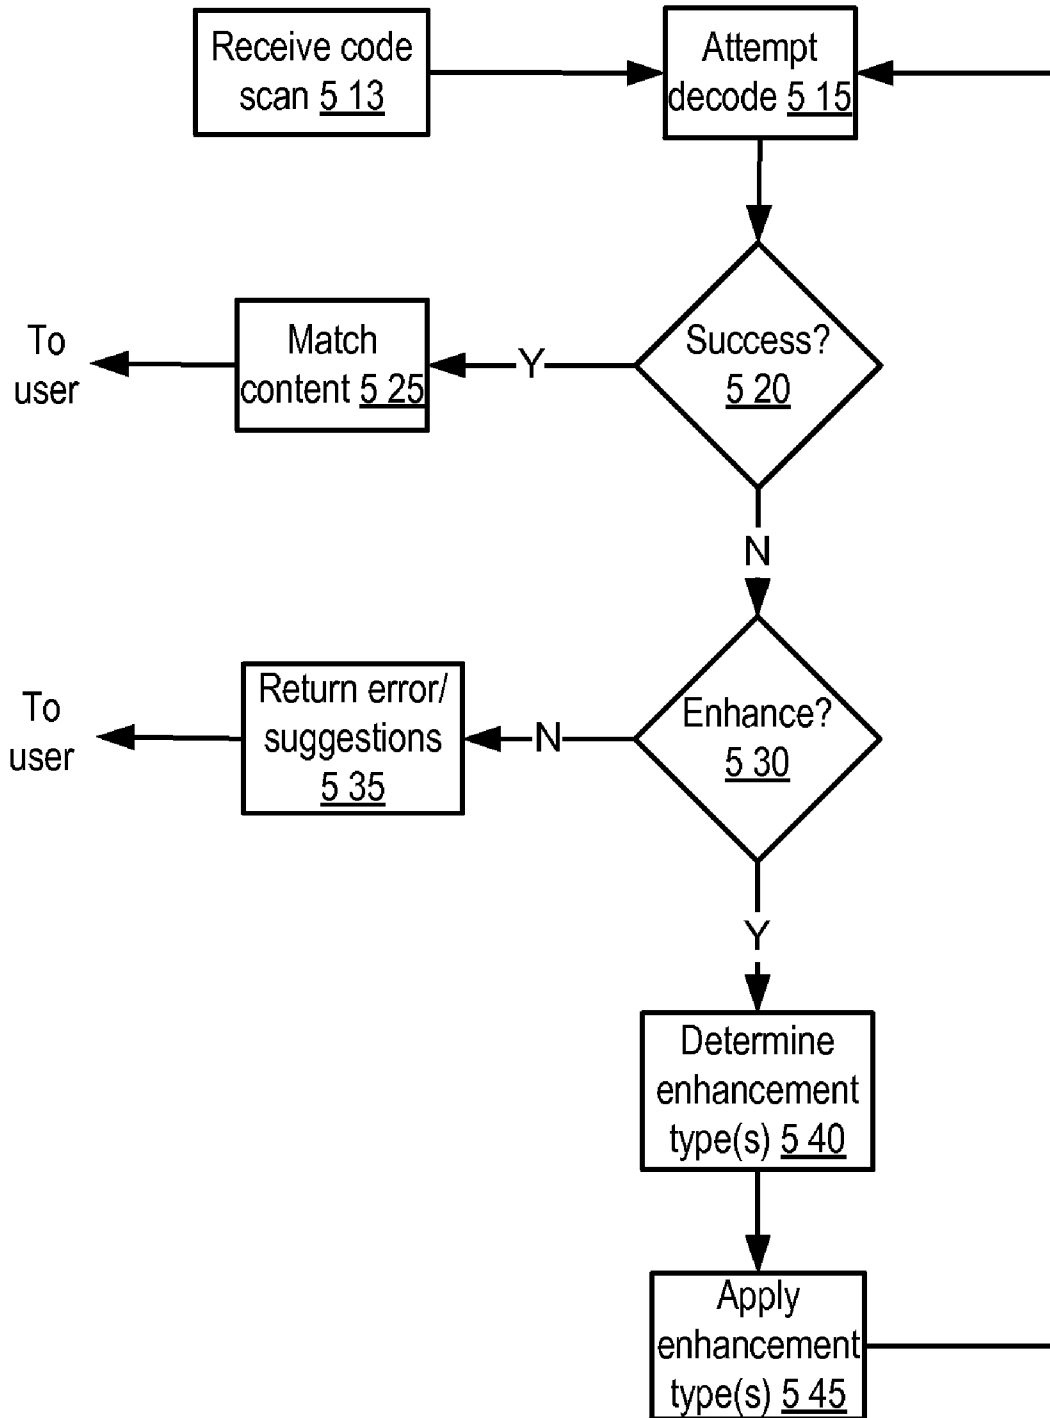 Receive code
scan 5 13
Attempt
decode 5 15
Success?
5 20
Y
Match
content 5 25
To
user
N
Enhance?
5 30
N
Return error/
suggestions
5 35
To
user
Y
Determine
enhancement
type(s) 5 40
Apply
enhancement
type(s) 5 45